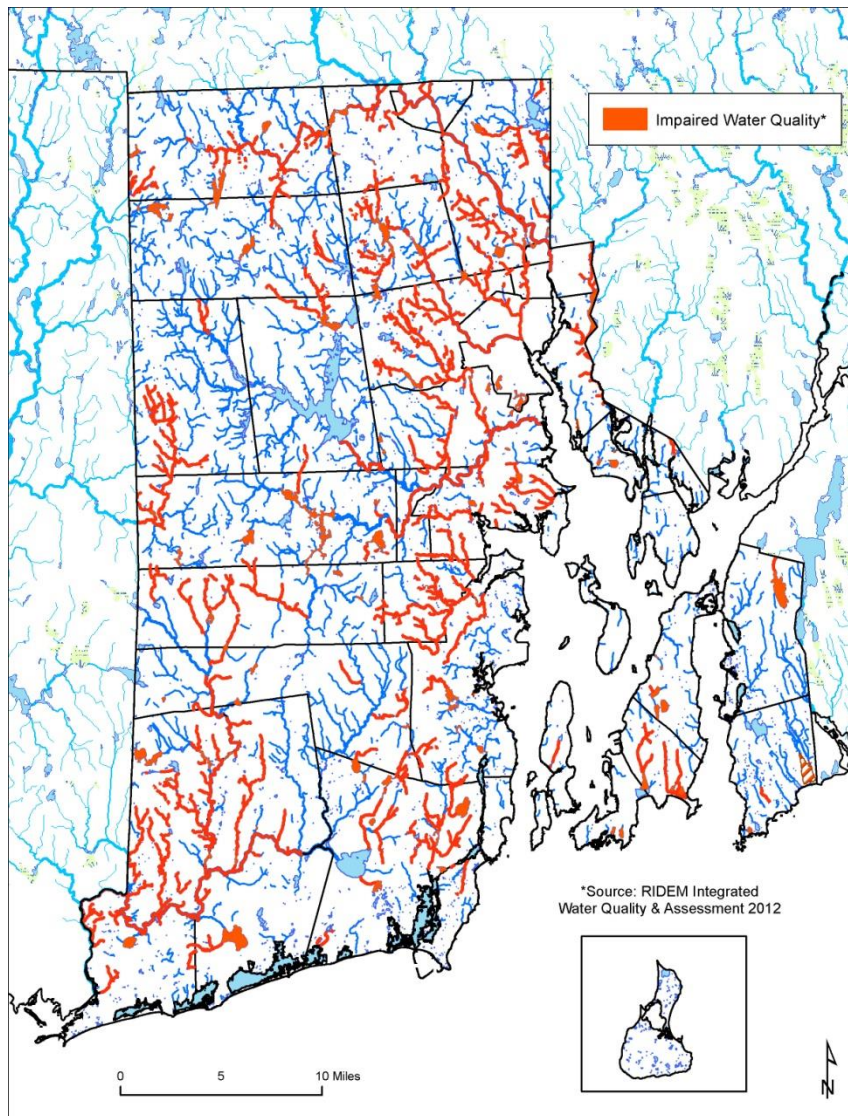 Impaired Water Quality*
*Source: RIDEM Integrated
Water Quality & Assessment 2012
0 5 10 Miles
N